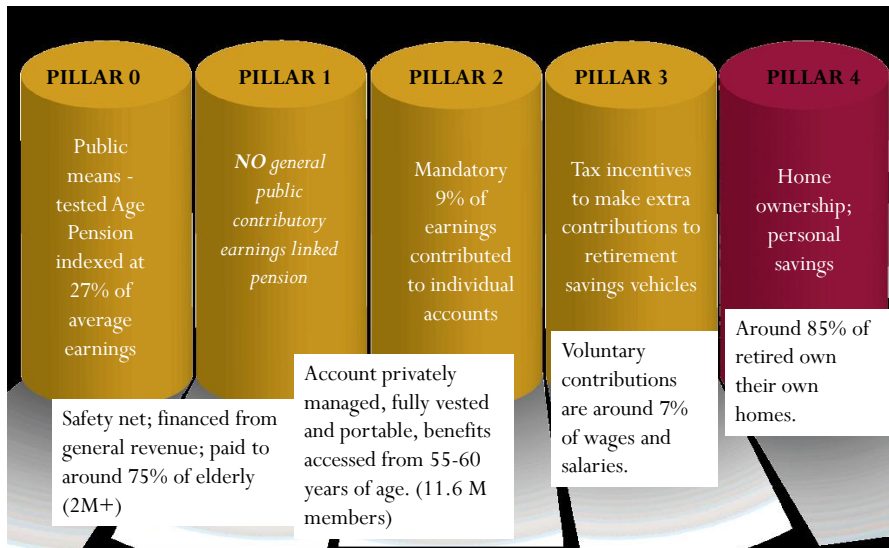 PILLAR 0
Public
means -
tested Age
Pension
indexed at
27% of
average
earnings
Safety net; financed from
general revenue; paid to
around 75% of elderly
(2M+)
PILLAR 1
NO general
public
contributory
earnings linked
pension
PILLAR 2
Mandatory
9% of
earnings
contributed
to individual
accounts
Account privately
managed, fully vested
and portable, benefits
accessed from 55-60
years of age. (11.6 M
members)
PILLAR 3
Tax incentives
to make extra
contributions to
retirement
savings vehicles
Voluntary
contributions
are around 7%
of wages and
salaries.
PILLAR 4
Home
ownership;
personal
savings
Around 85% of
retired own
their own
homes.